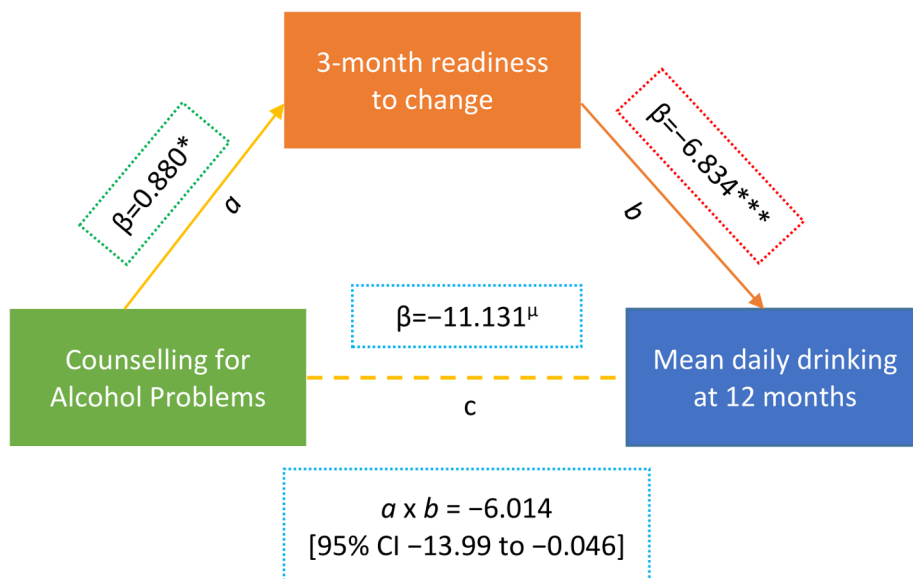 3-month readiness
to change
β=0.880*
a
β=−6.834***
b
β=−11.131ᵘ
Counselling for
Alcohol Problems
c
Mean daily drinking
at 12 months
a x b = −6.014
[95% CI −13.99 to −0.046]